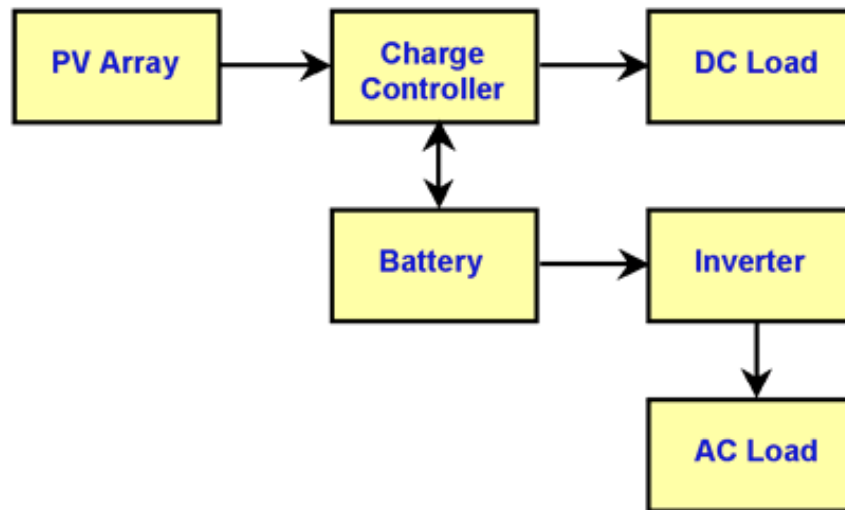 PV Array
Charge
Controller
DC Load
Battery
Inverter
AC Load